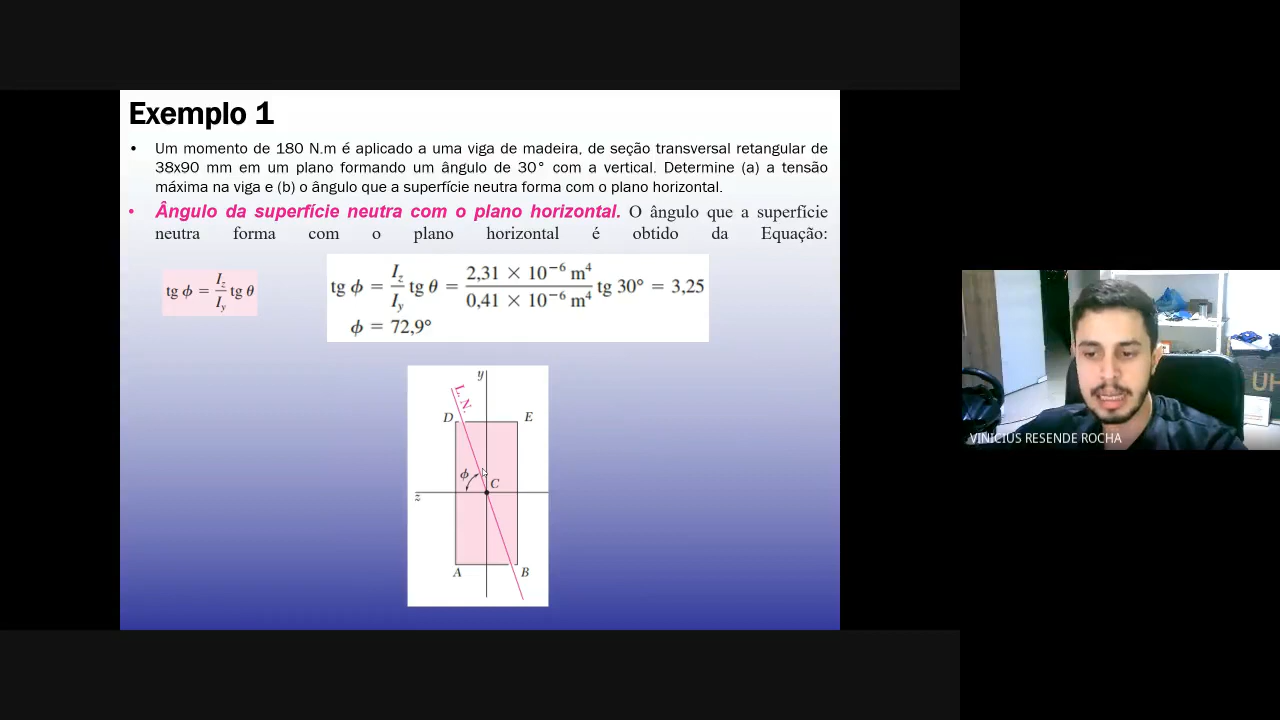 Exemplo 1
• Um momento de 180 N.m é aplicado a uma viga de madeira, de seção transversal retangular de
38x90 mm em um plano formando um ângulo de 30° com a vertical. Determine (a) a tensão
máxima na viga e (b) o ângulo que a superfície neutra forma com o plano horizontal.
• Ângulo da superfície neutra com o plano horizontal. O ângulo que a superfície
neutra forma com o plano horizontal é obtido da Equação:
tg ϕ = I_z/I_y tg θ
tg ϕ = I_z/I_y tg θ = 2,31 × 10⁻⁶ m⁴ / 0,41 × 10⁻⁶ m⁴ tg 30° = 3,25
ϕ = 72,9°
y
L. N.
D E
ϕ
C
z
A B
UH
VINÍCIUS RESENDE ROCHA